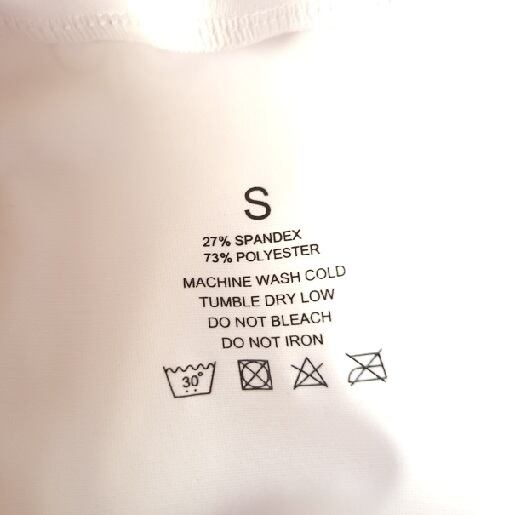 S
27% SPANDEX
73% POLYESTER
MACHINE WASH COLD
TUMBLE DRY LOW
DO NOT BLEACH
DO NOT IRON
30°